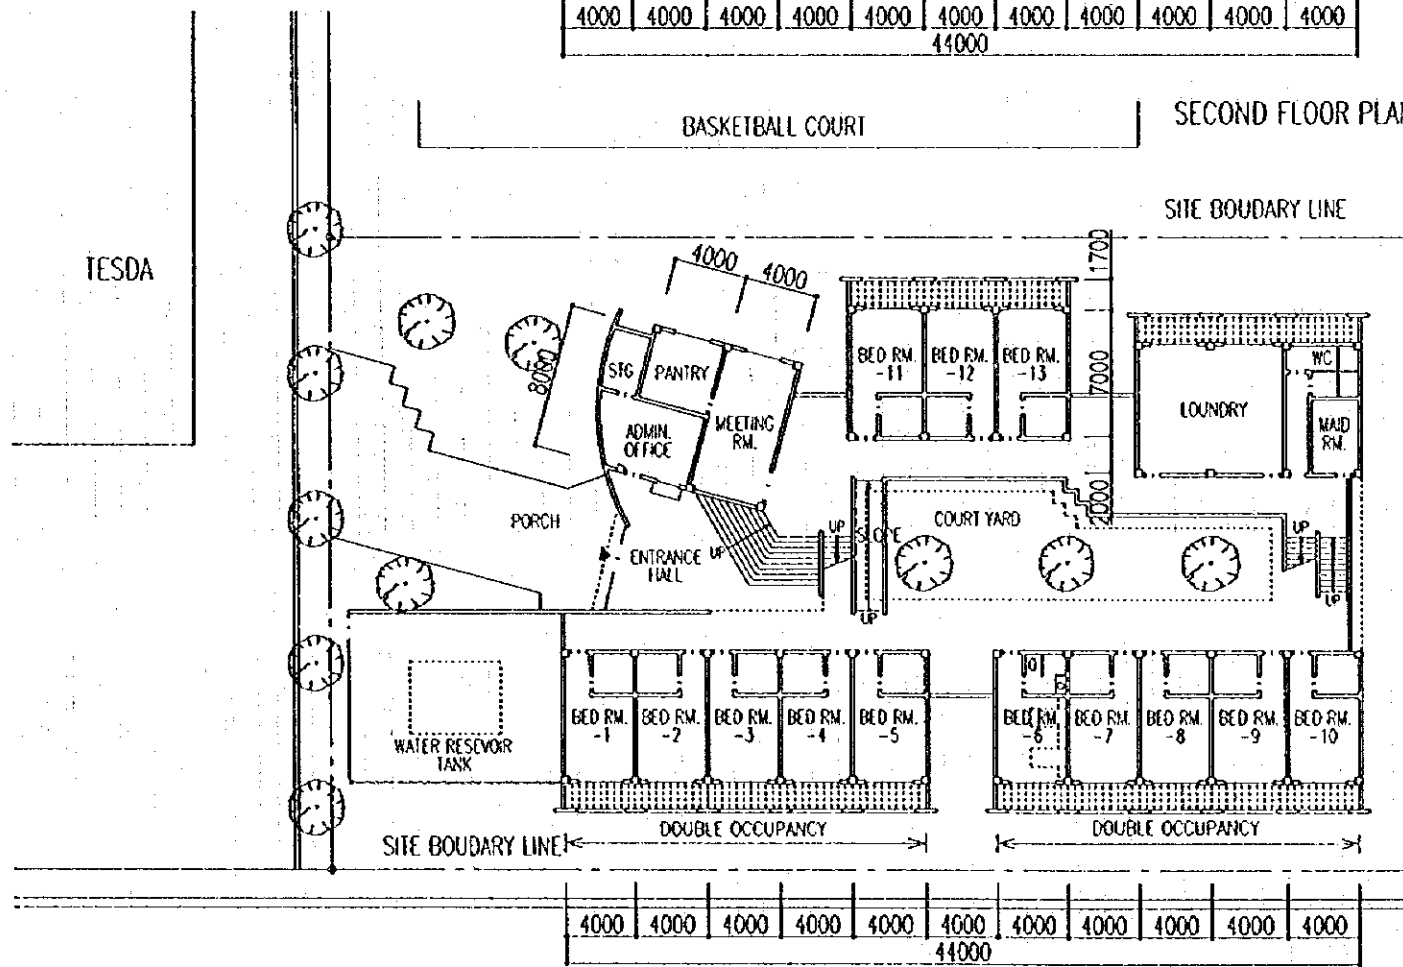 4000 4000 4000 4000 4000 4000 4000 4000 4000 4000 4000
44000
BASKETBALL COURT
SECOND FLOOR PLA
SITE BOUDARY LINE
TESDA
4000
4000
1700
8000
STG
PANTRY
BED RM.
-11
BED RM.
-12
BED RM.
-13
7000
WC
LOUNDRY
MAID
RM.
ADMIN.
OFFICE
MEETING
RM.
2000
PORCH
COURT YARD
UP
SLOPE
UP
UP
ENTRANCE
HALL
UP
UP
WATER RESEVOIR
TANK
BED RM.
-1
BED RM.
-2
BED RM.
-3
BED RM.
-4
BED RM.
-5
BED RM.
-6
BED RM.
-7
BED RM.
-8
BED RM.
-9
BED RM.
-10
SITE BOUDARY LINE
DOUBLE OCCUPANCY
DOUBLE OCCUPANCY
4000 4000 4000 4000 4000 4000 4000 4000 4000 4000 4000
44000